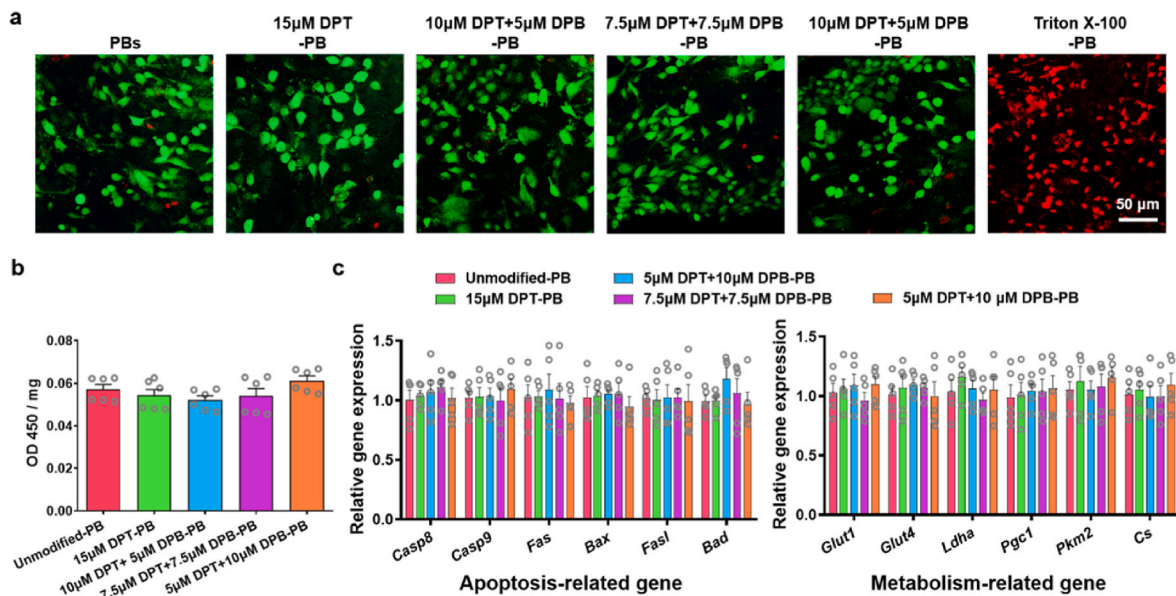 a
PBs
15μM DPT
-PB
10μM DPT+5μM DPB
-PB
7.5μM DPT+7.5μM DPB
-PB
10μM DPT+5μM DPB
-PB
Triton X-100
-PB
50 μm
b
OD 450 / mg
0.08
0.06
0.04
0.02
0.00
Unmodified-PB
15μM DPT-PB
10μM DPT+ 5μM DPB-PB
7.5μM DPT+7.5μM DPB-PB
5μM DPT+10μM DPB-PB
c
Unmodified-PB
5μM DPT+10μM DPB-PB
15μM DPT-PB
7.5μM DPT+7.5μM DPB-PB
5μM DPT+10 μM DPB-PB
Relative gene expression
1.5
1.0
0.5
0.0
Casp8
Casp9
Fas
Bax
Fasl
Bad
Apoptosis-related gene
Relative gene expression
1.5
1.0
0.5
0.0
Glut1
Glut4
Ldha
Pgc1
Pkm2
Cs
Metabolism-related gene